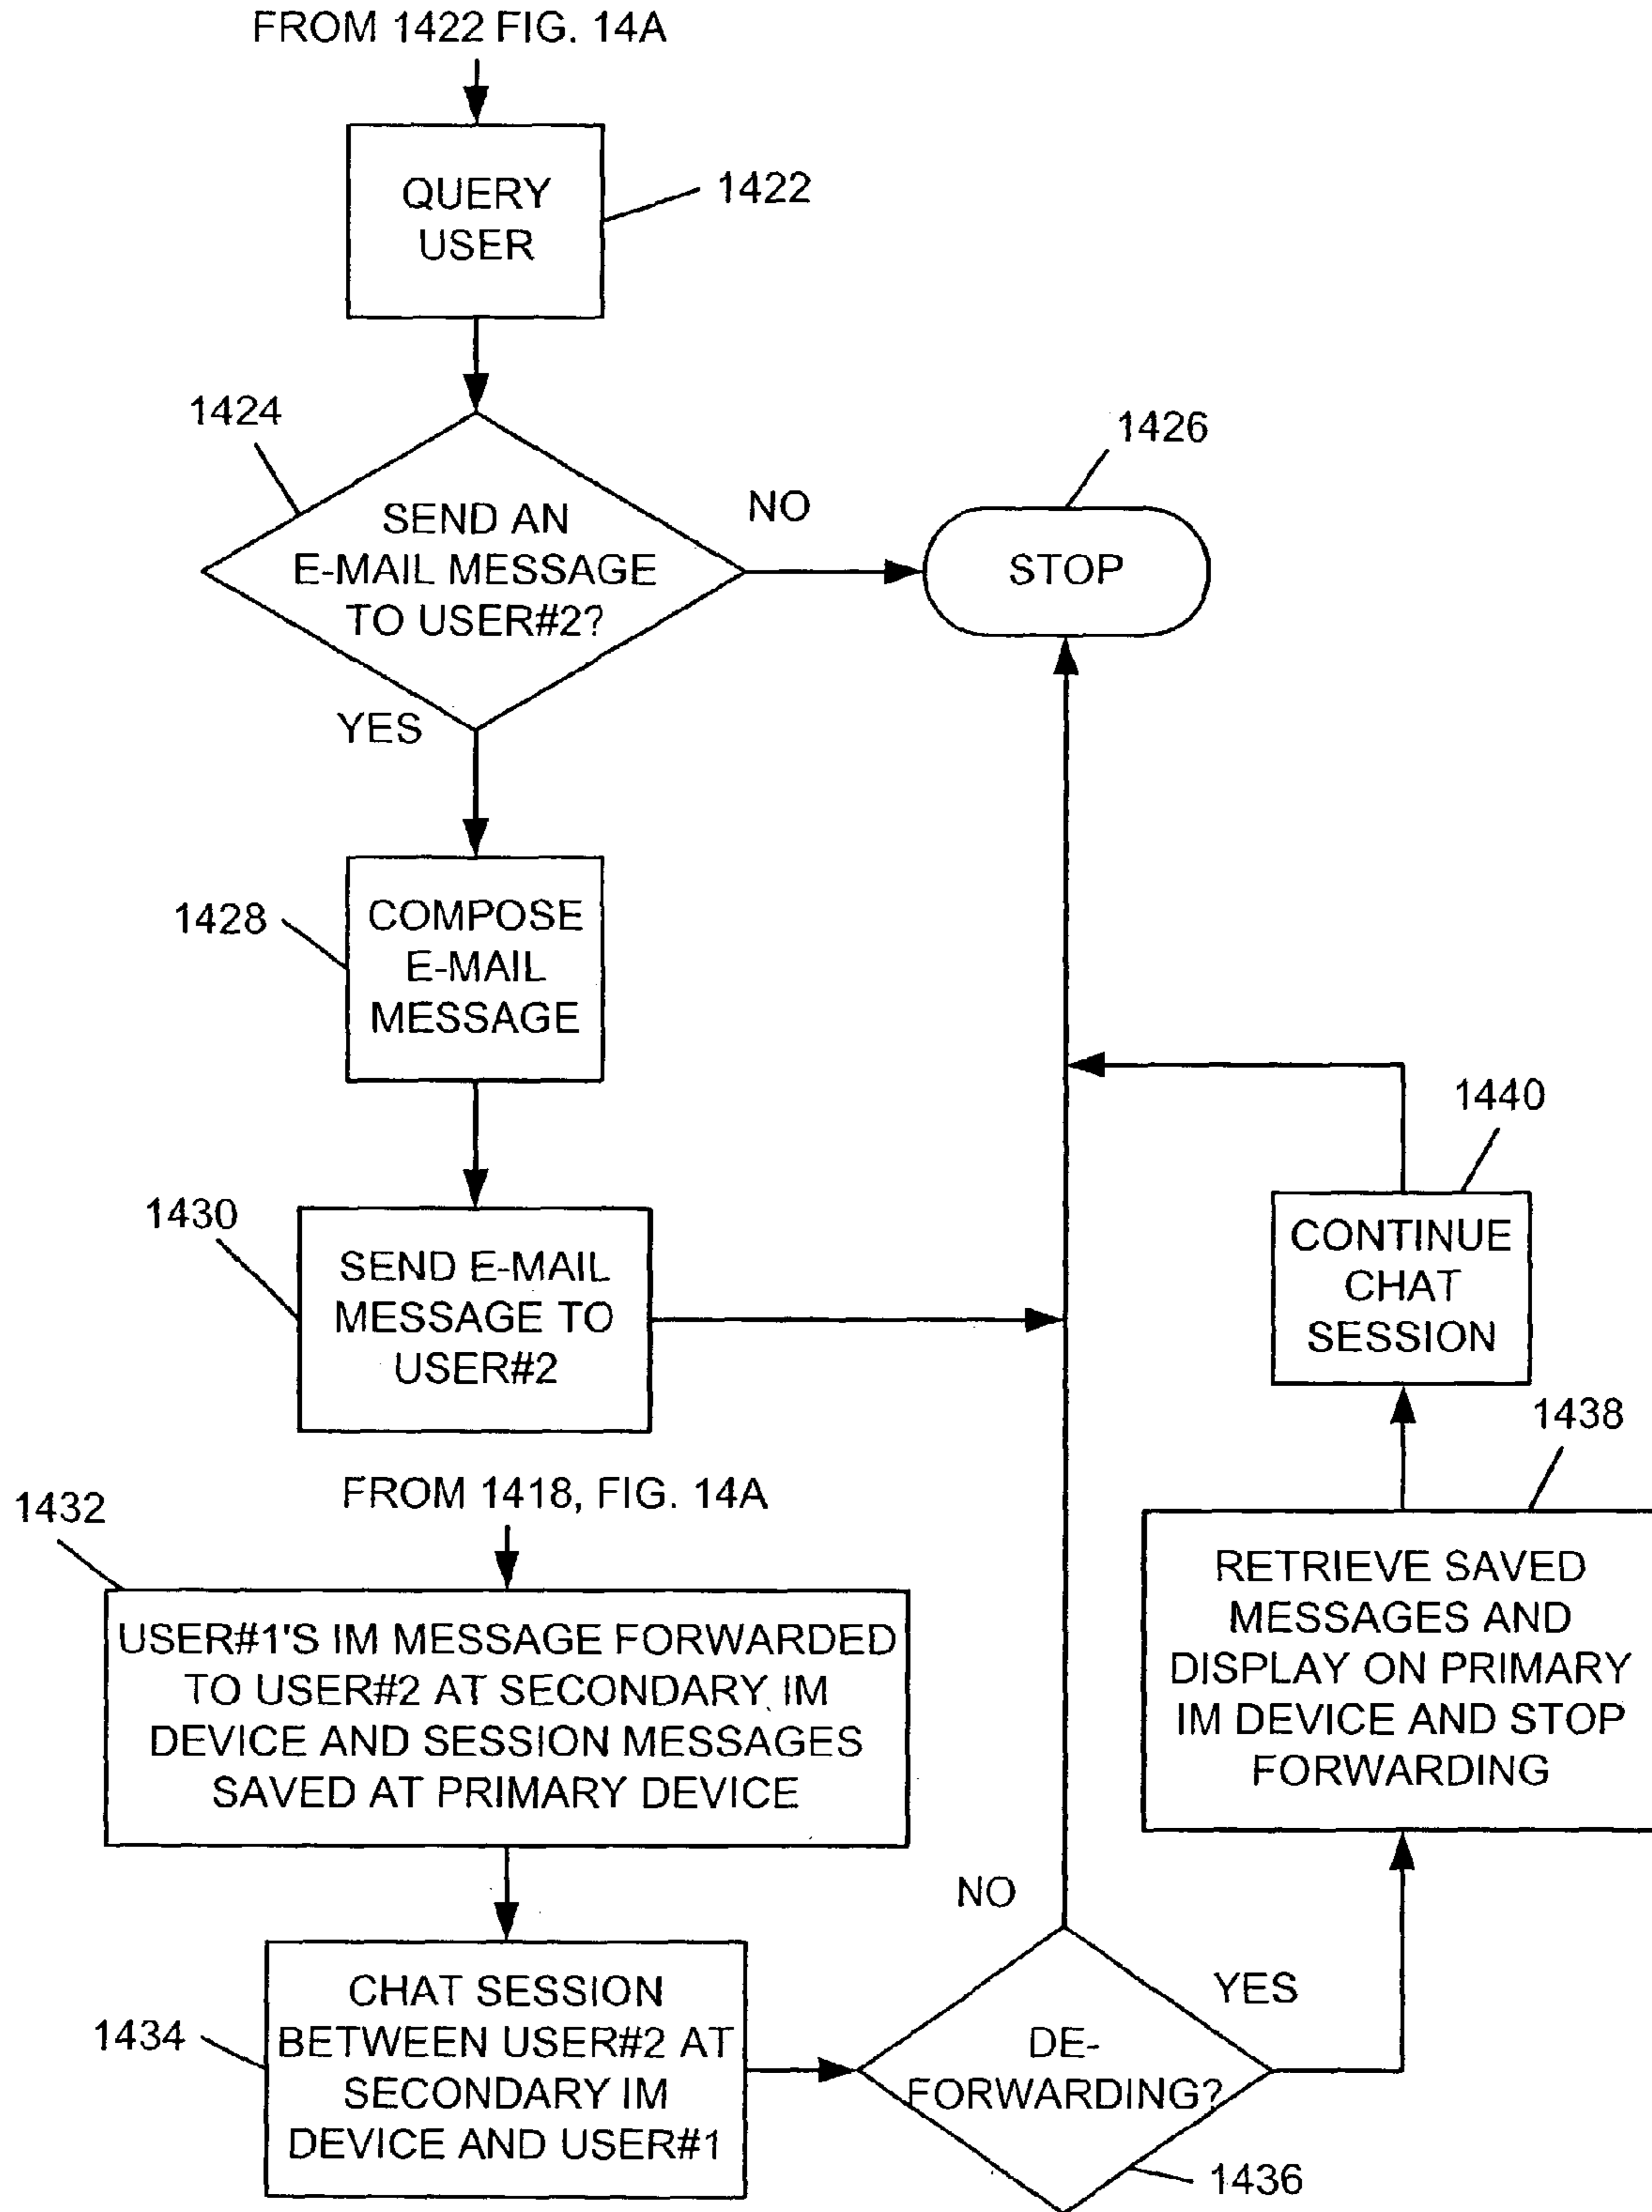 FROM 1422 FIG. 14A
QUERY
USER
1422
1424
SEND AN
E-MAIL MESSAGE
TO USER#2?
NO
1426
STOP
YES
1428
COMPOSE
E-MAIL
MESSAGE
1430
SEND E-MAIL
MESSAGE TO
USER#2
1440
CONTINUE
CHAT
SESSION
1438
RETRIEVE SAVED
MESSAGES AND
DISPLAY ON PRIMARY
IM DEVICE AND STOP
FORWARDING
FROM 1418, FIG. 14A
1432
USER#1'S IM MESSAGE FORWARDED
TO USER#2 AT SECONDARY IM
DEVICE AND SESSION MESSAGES
SAVED AT PRIMARY DEVICE
1434
CHAT SESSION
BETWEEN USER#2 AT
SECONDARY IM
DEVICE AND USER#1
NO
YES
DE-
FORWARDING?
1436